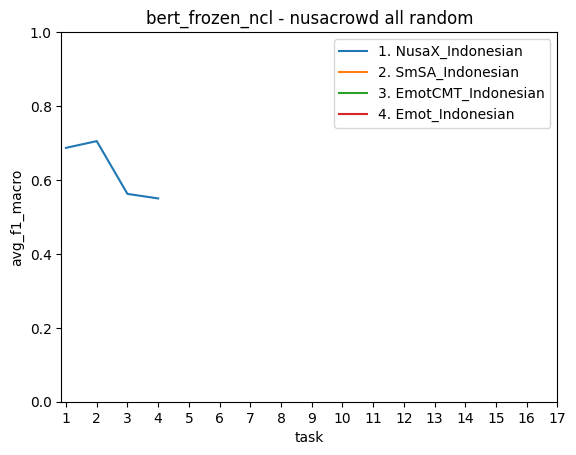 bert_frozen_ncl - nusacrowd all random
1.0
0.8
0.6
0.4
0.2
0.0
avg_f1_macro
1. NusaX_Indonesian
2. SmSA_Indonesian
3. EmotCMT_Indonesian
4. Emot_Indonesian
1 2 3 4 5 6 7 8 9 10 11 12 13 14 15 16 17
task